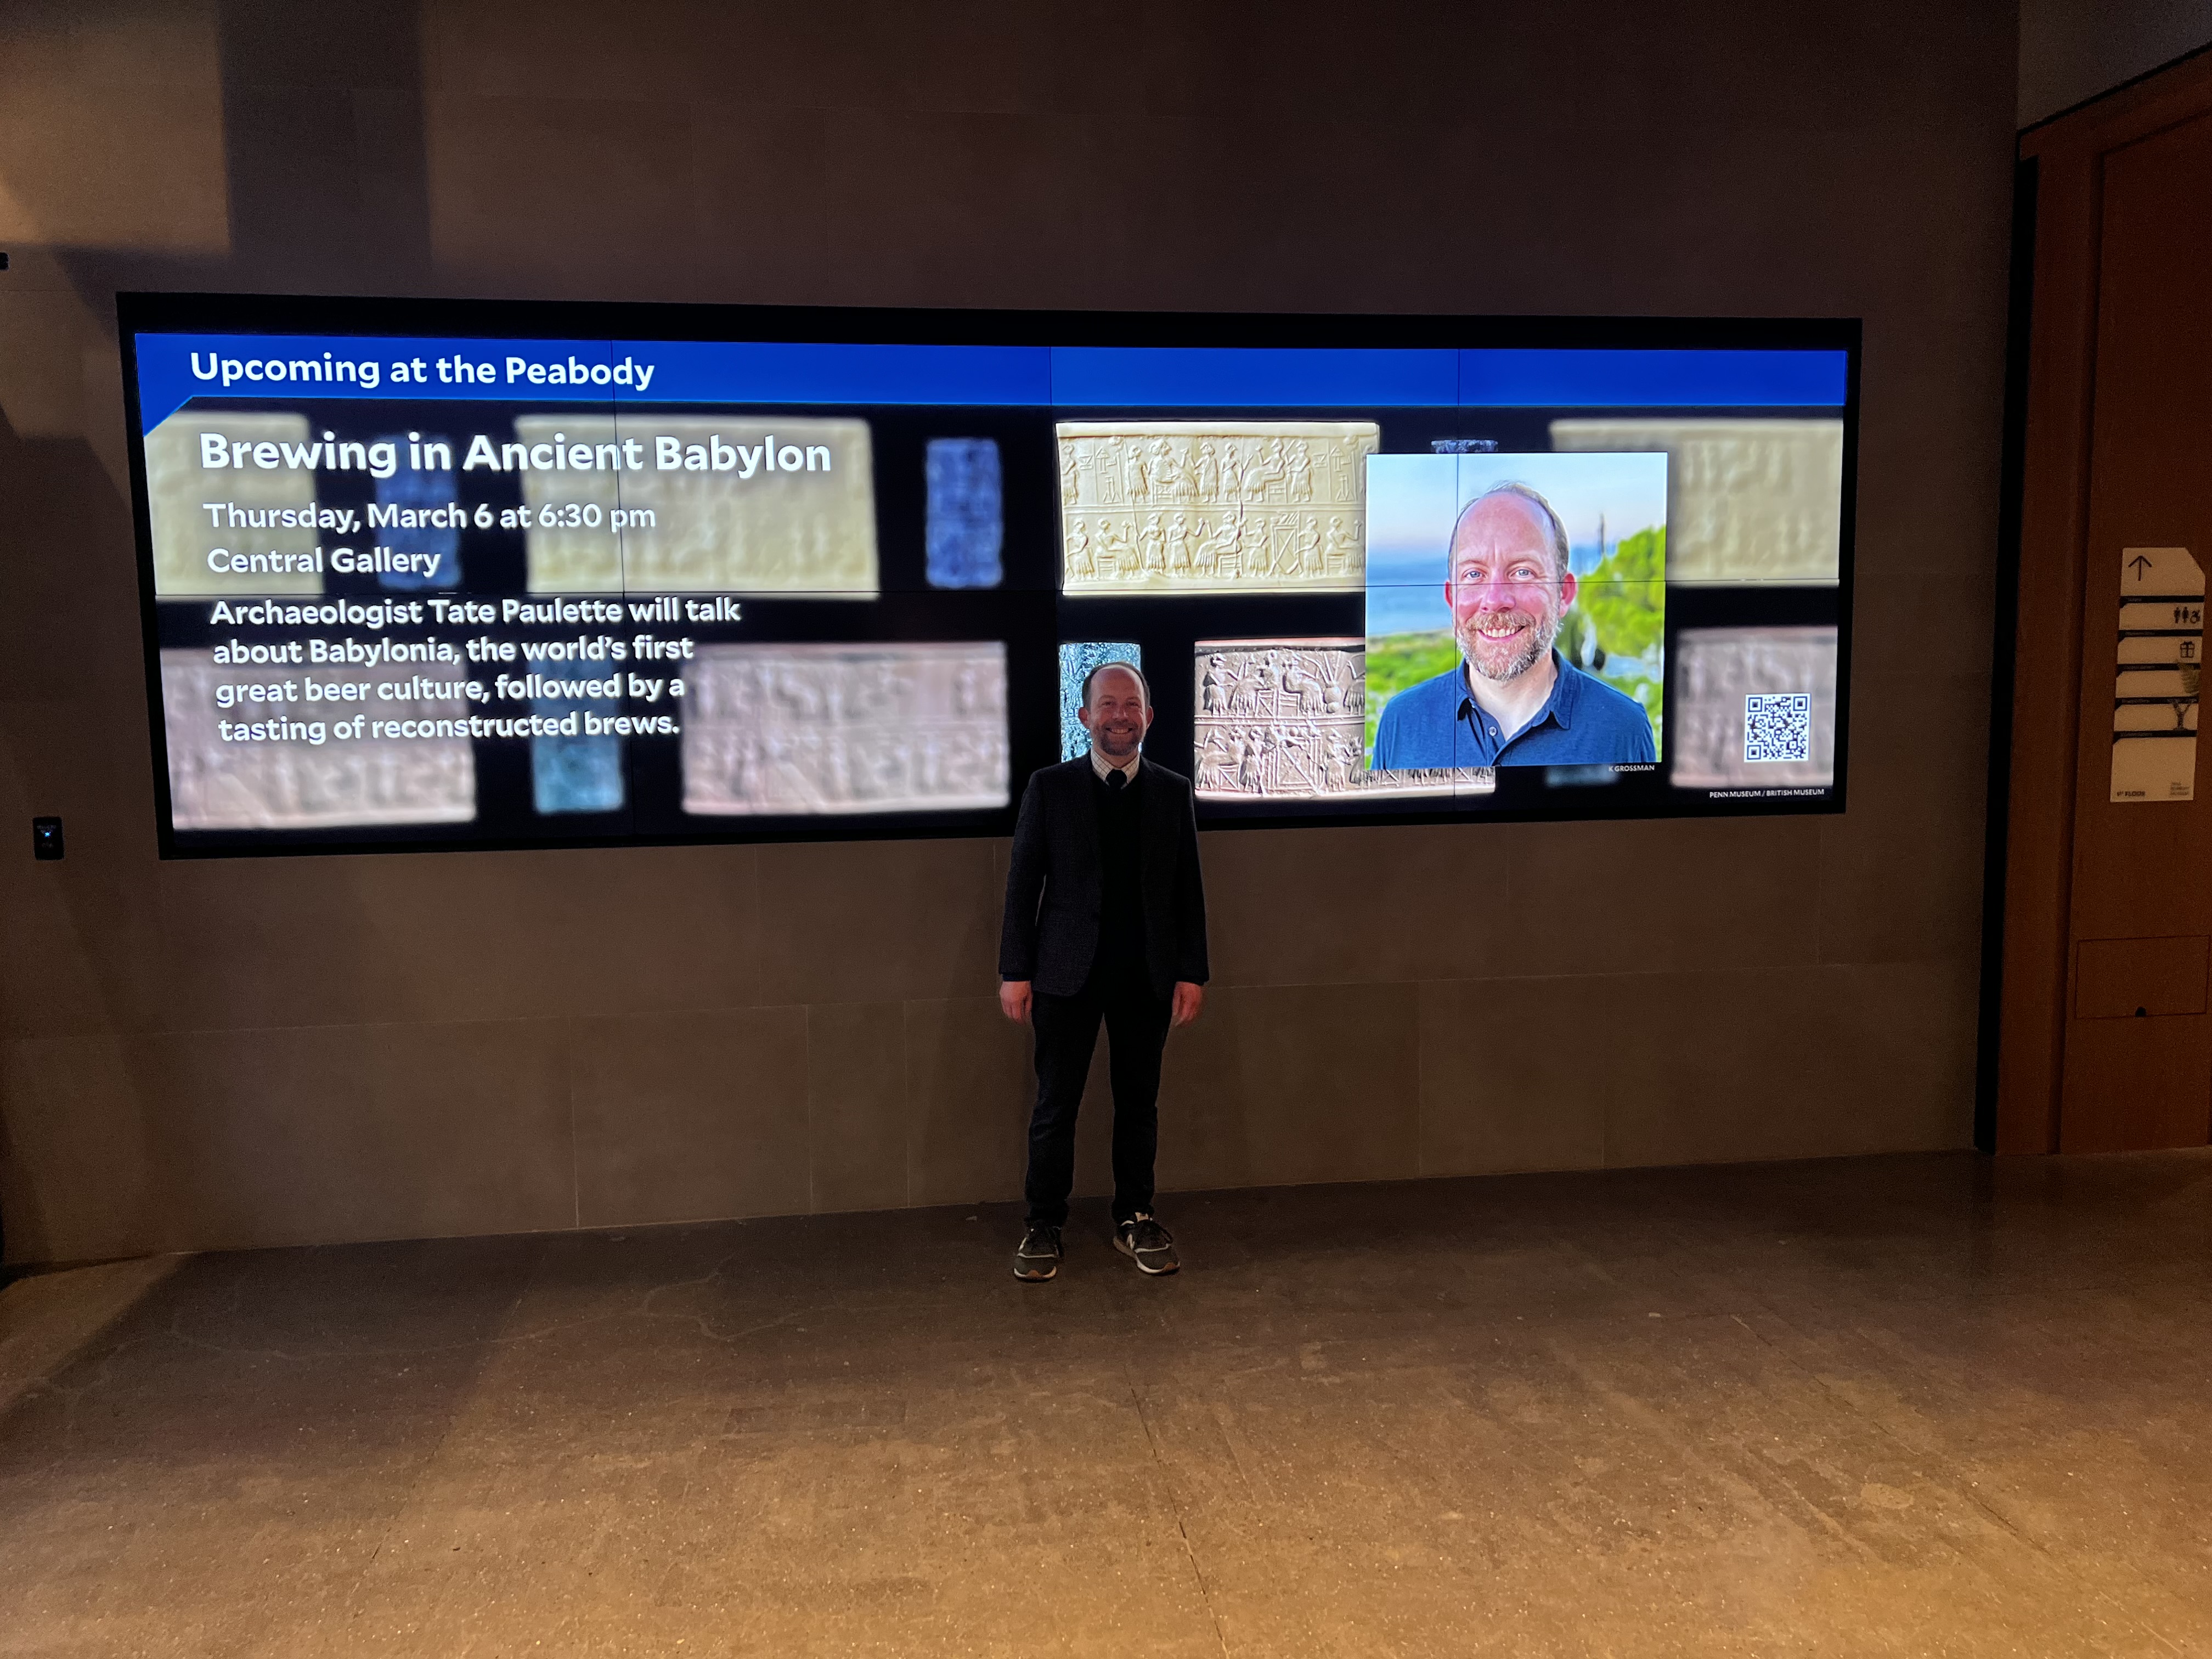 Upcoming at the Peabody
Brewing in Ancient Babylon
Thursday, March 6 at 6:30 pm
Central Gallery
Archaeologist Tate Paulette will talk
about Babylonia, the world's first
great beer culture, followed by a
tasting of reconstructed brews.
K GROSSMAN
PENN MUSEUM / BRITISH MUSEUM